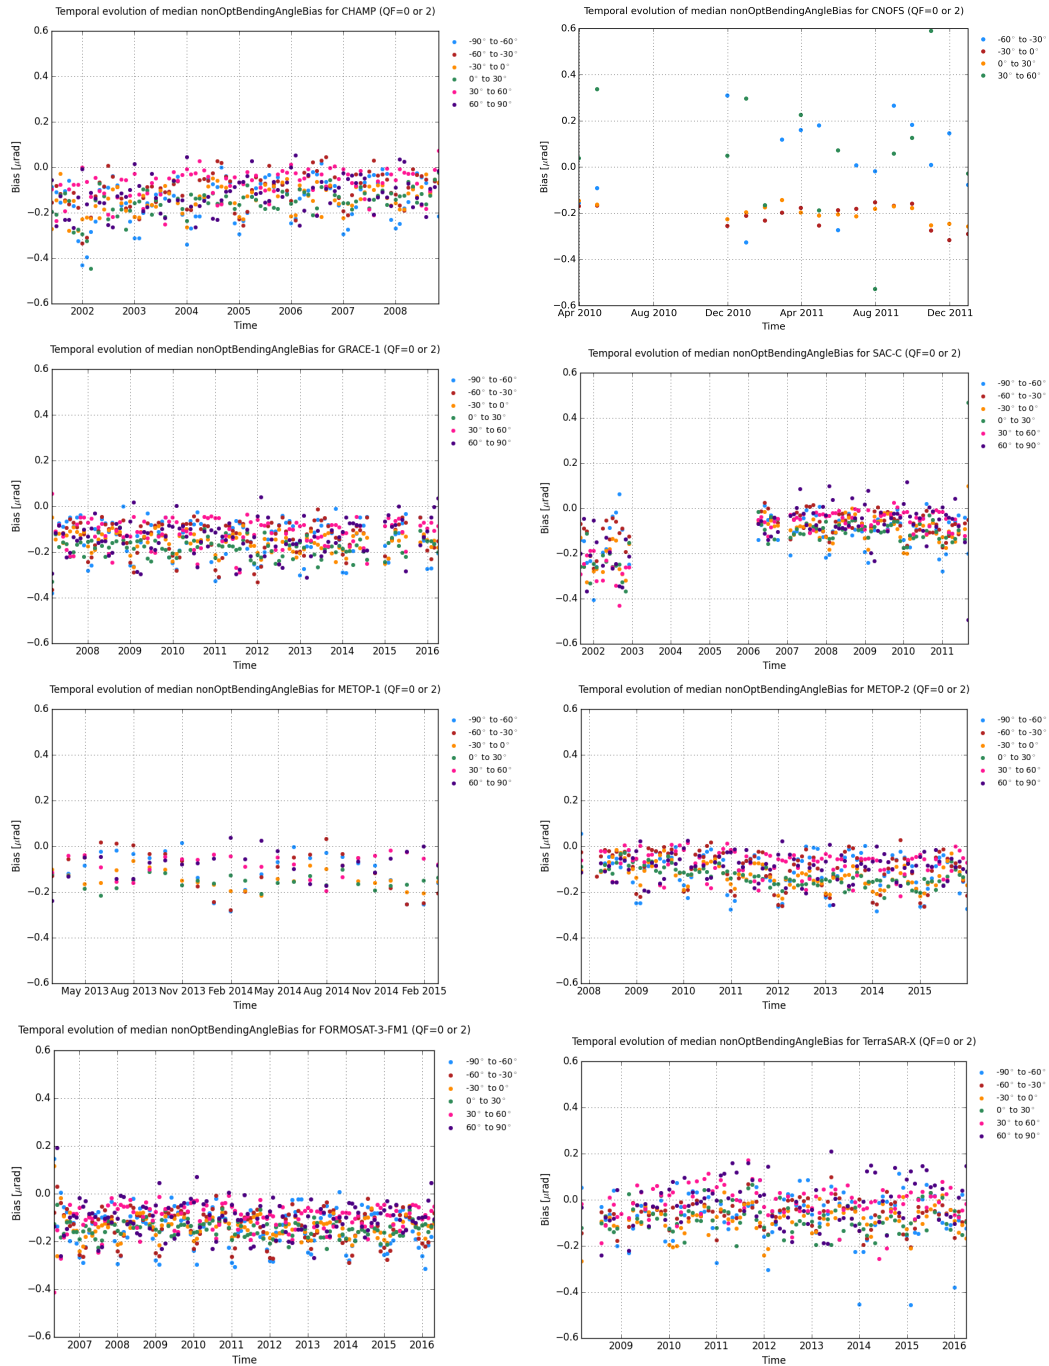 Temporal evolution of median nonOptBendingAngleBias for CHAMP (QF=0 or 2)
0.6
0.4
0.2
0.0
−0.2
−0.4
−0.6
Bias [μrad]
2002 2003 2004 2005 2006 2007 2008
Time
-90° to -60°
-60° to -30°
-30° to 0°
0° to 30°
30° to 60°
60° to 90°
Temporal evolution of median nonOptBendingAngleBias for CNOFS (QF=0 or 2)
0.6
0.4
0.2
0.0
−0.2
−0.4
−0.6
Bias [μrad]
Apr 2010 Aug 2010 Dec 2010 Apr 2011 Aug 2011 Dec 2011
Time
-60° to -30°
-30° to 0°
0° to 30°
30° to 60°
Temporal evolution of median nonOptBendingAngleBias for GRACE-1 (QF=0 or 2)
0.6
0.4
0.2
0.0
−0.2
−0.4
−0.6
Bias [μrad]
2008 2009 2010 2011 2012 2013 2014 2015 2016
Time
-90° to -60°
-60° to -30°
-30° to 0°
0° to 30°
30° to 60°
60° to 90°
Temporal evolution of median nonOptBendingAngleBias for SAC-C (QF=0 or 2)
0.6
0.4
0.2
0.0
−0.2
−0.4
−0.6
Bias [μrad]
2002 2003 2004 2005 2006 2007 2008 2009 2010 2011
Time
-90° to -60°
-60° to -30°
-30° to 0°
0° to 30°
30° to 60°
60° to 90°
Temporal evolution of median nonOptBendingAngleBias for METOP-1 (QF=0 or 2)
0.6
0.4
0.2
0.0
−0.2
−0.4
−0.6
Bias [μrad]
May 2013 Aug 2013 Nov 2013 Feb 2014 May 2014 Aug 2014 Nov 2014 Feb 2015
Time
-90° to -60°
-60° to -30°
-30° to 0°
0° to 30°
30° to 60°
60° to 90°
Temporal evolution of median nonOptBendingAngleBias for METOP-2 (QF=0 or 2)
0.6
0.4
0.2
0.0
−0.2
−0.4
−0.6
Bias [μrad]
2008 2009 2010 2011 2012 2013 2014 2015
Time
-90° to -60°
-60° to -30°
-30° to 0°
0° to 30°
30° to 60°
60° to 90°
Temporal evolution of median nonOptBendingAngleBias for FORMOSAT-3-FM1 (QF=0 or 2)
0.6
0.4
0.2
0.0
−0.2
−0.4
−0.6
Bias [μrad]
2007 2008 2009 2010 2011 2012 2013 2014 2015 2016
Time
-90° to -60°
-60° to -30°
-30° to 0°
0° to 30°
30° to 60°
60° to 90°
Temporal evolution of median nonOptBendingAngleBias for TerraSAR-X (QF=0 or 2)
0.6
0.4
0.2
0.0
−0.2
−0.4
−0.6
Bias [μrad]
2009 2010 2011 2012 2013 2014 2015 2016
Time
-90° to -60°
-60° to -30°
-30° to 0°
0° to 30°
30° to 60°
60° to 90°